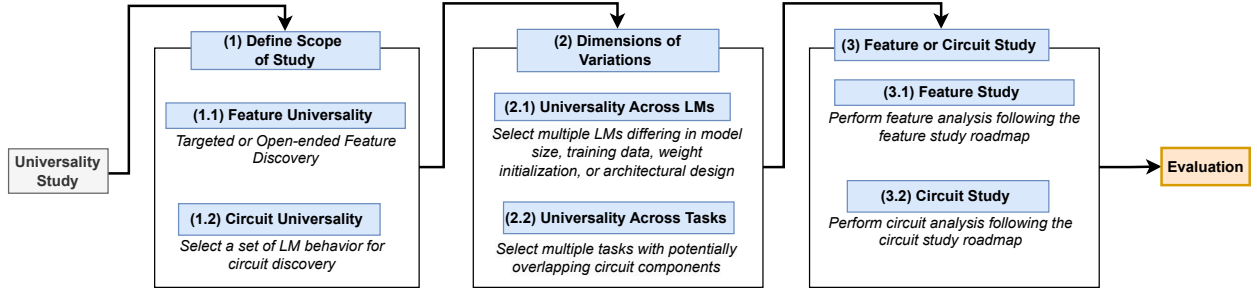 Universality
Study
(1) Define Scope
of Study
(1.1) Feature Universality
Targeted or Open-ended Feature
Discovery
(1.2) Circuit Universality
Select a set of LM behavior for
circuit discovery
(2) Dimensions of
Variations
(2.1) Universality Across LMs
Select multiple LMs differing in model
size, training data, weight
initialization, or architectural design
(2.2) Universality Across Tasks
Select multiple tasks with potentially
overlapping circuit components
(3) Feature or Circuit Study
(3.1) Feature Study
Perform feature analysis following the
feature study roadmap
(3.2) Circuit Study
Perform circuit analysis following the
circuit study roadmap
Evaluation